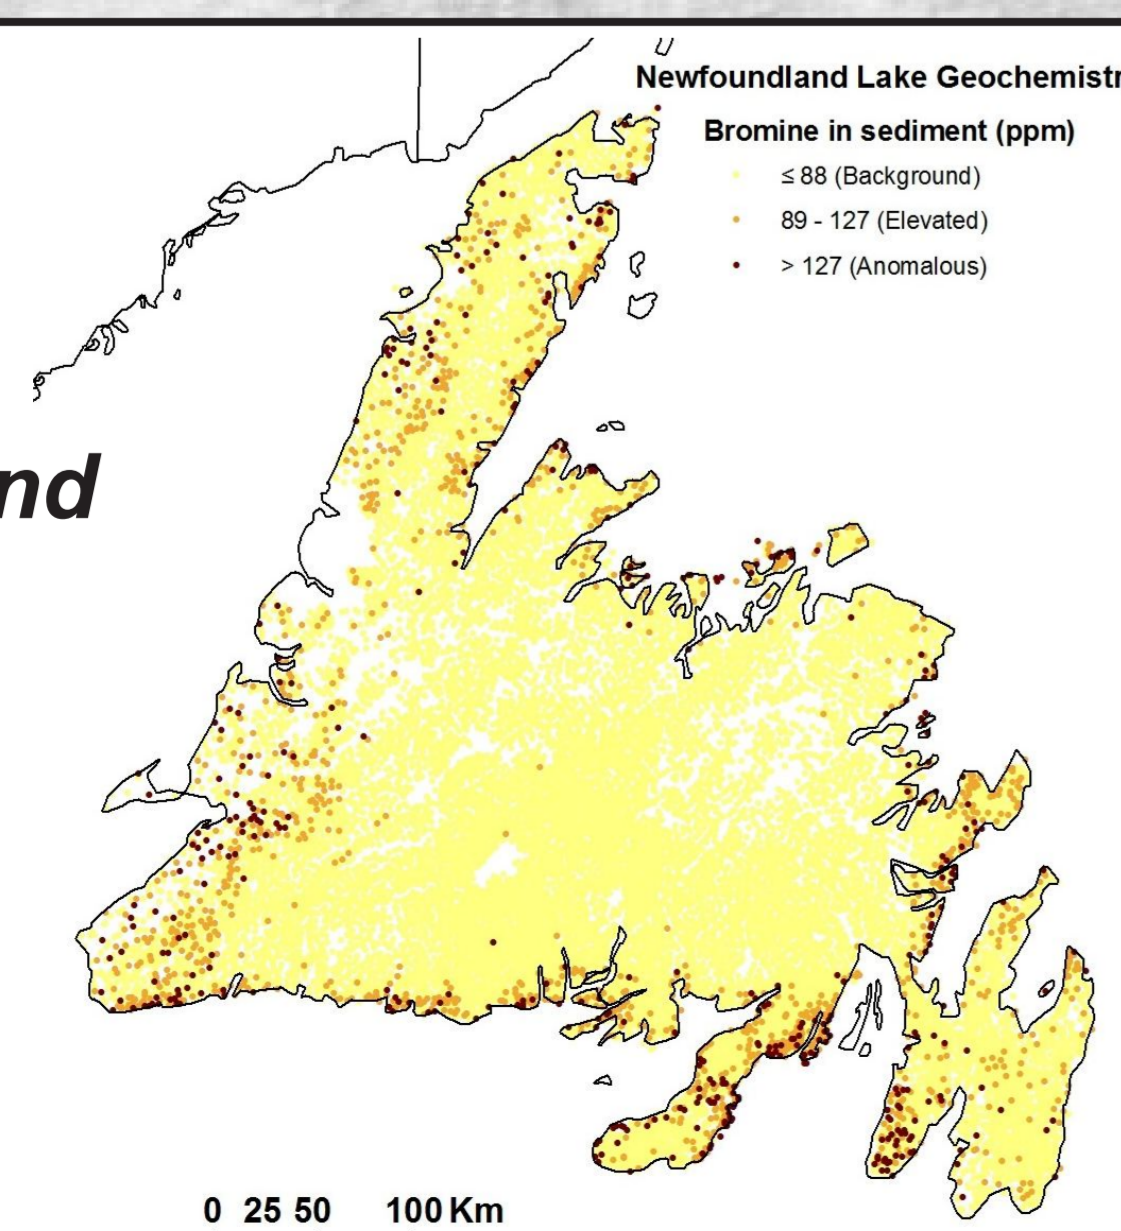 Newfoundland Lake Geochemistr
Bromine in sediment (ppm)
≤ 88 (Background)
89 - 127 (Elevated)
> 127 (Anomalous)
nd
0 25 50 100 Km